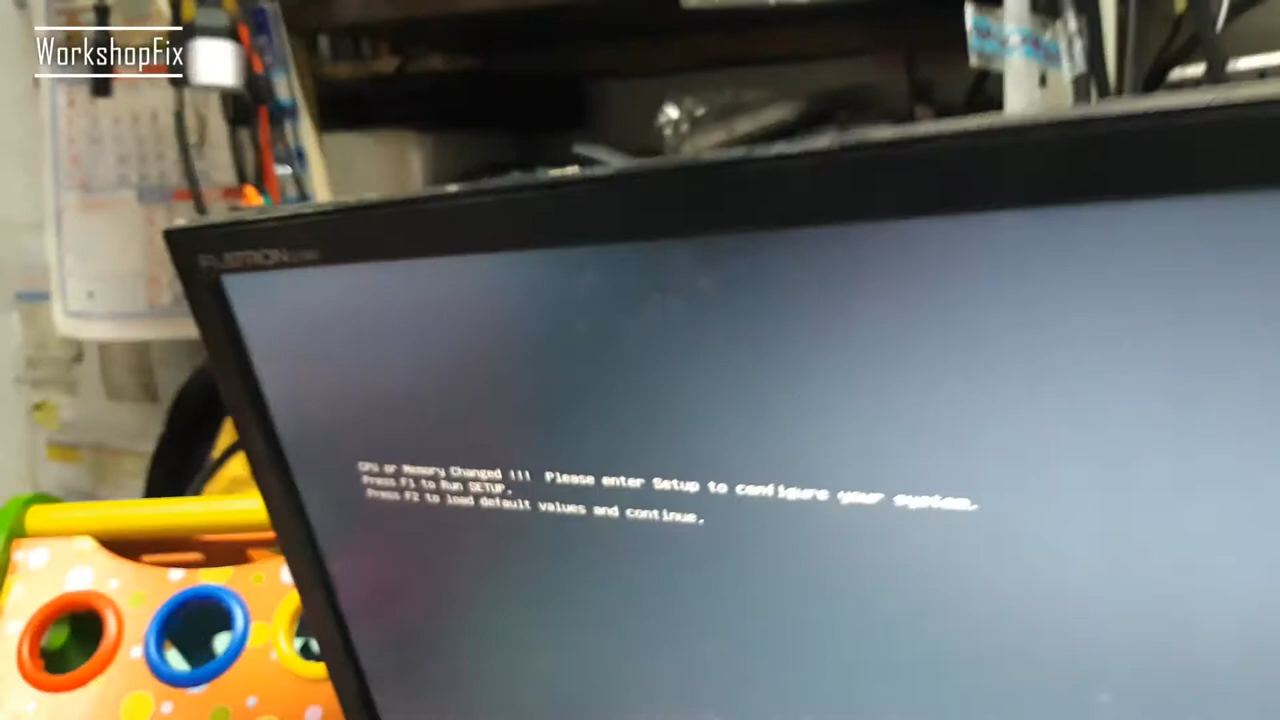 WorkshopFix
CPU or Memory Changed !!! Please enter Setup to configure your system.
Press F1 to Run SETUP.
Press F2 to load default values and continue.